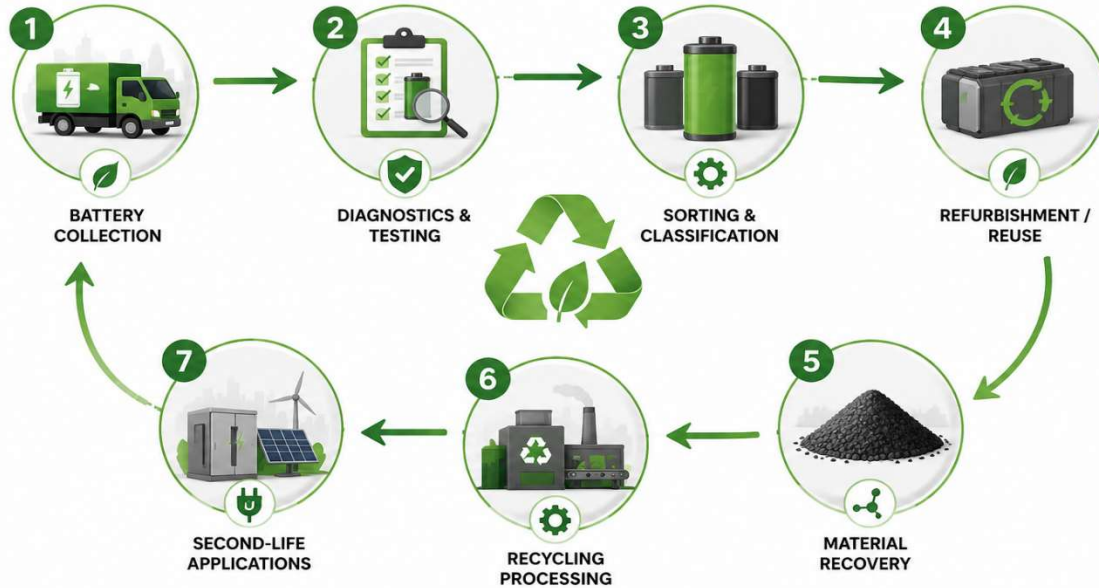 1
BATTERY
COLLECTION
2
DIAGNOSTICS &
TESTING
3
SORTING &
CLASSIFICATION
4
REFURBISHMENT /
REUSE
5
MATERIAL
RECOVERY
6
RECYCLING
PROCESSING
7
SECOND-LIFE
APPLICATIONS